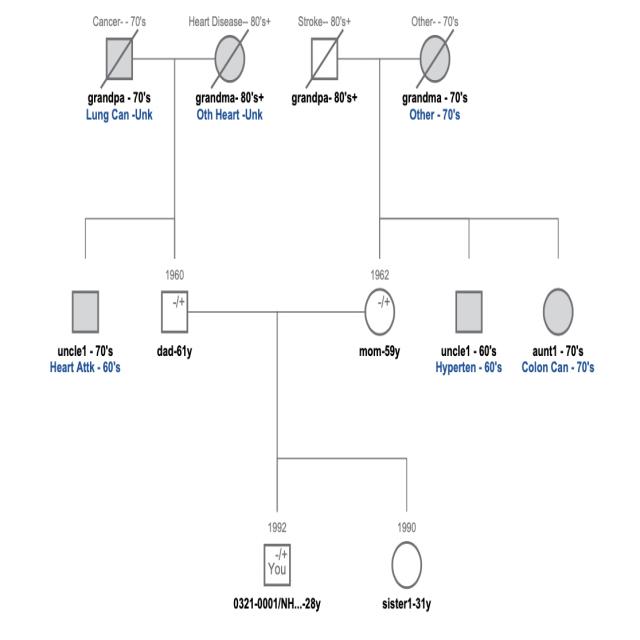 Cancer- - 70's
Heart Disease-- 80's+
Stroke-- 80's+
Other- - 70's
grandpa - 70's
grandma- 80's+
grandpa- 80's+
grandma - 70's
Lung Can -Unk
Oth Heart -Unk
Other - 70's
1960
1962
-/+
-/+
uncle1 - 70's
dad-61y
mom-59y
uncle1 - 60's
aunt1 - 70's
Heart Attk - 60's
Hyperten - 60's
Colon Can - 70's
1992
1990
-/+
You
0321-0001/NH...-28y
sister1-31y